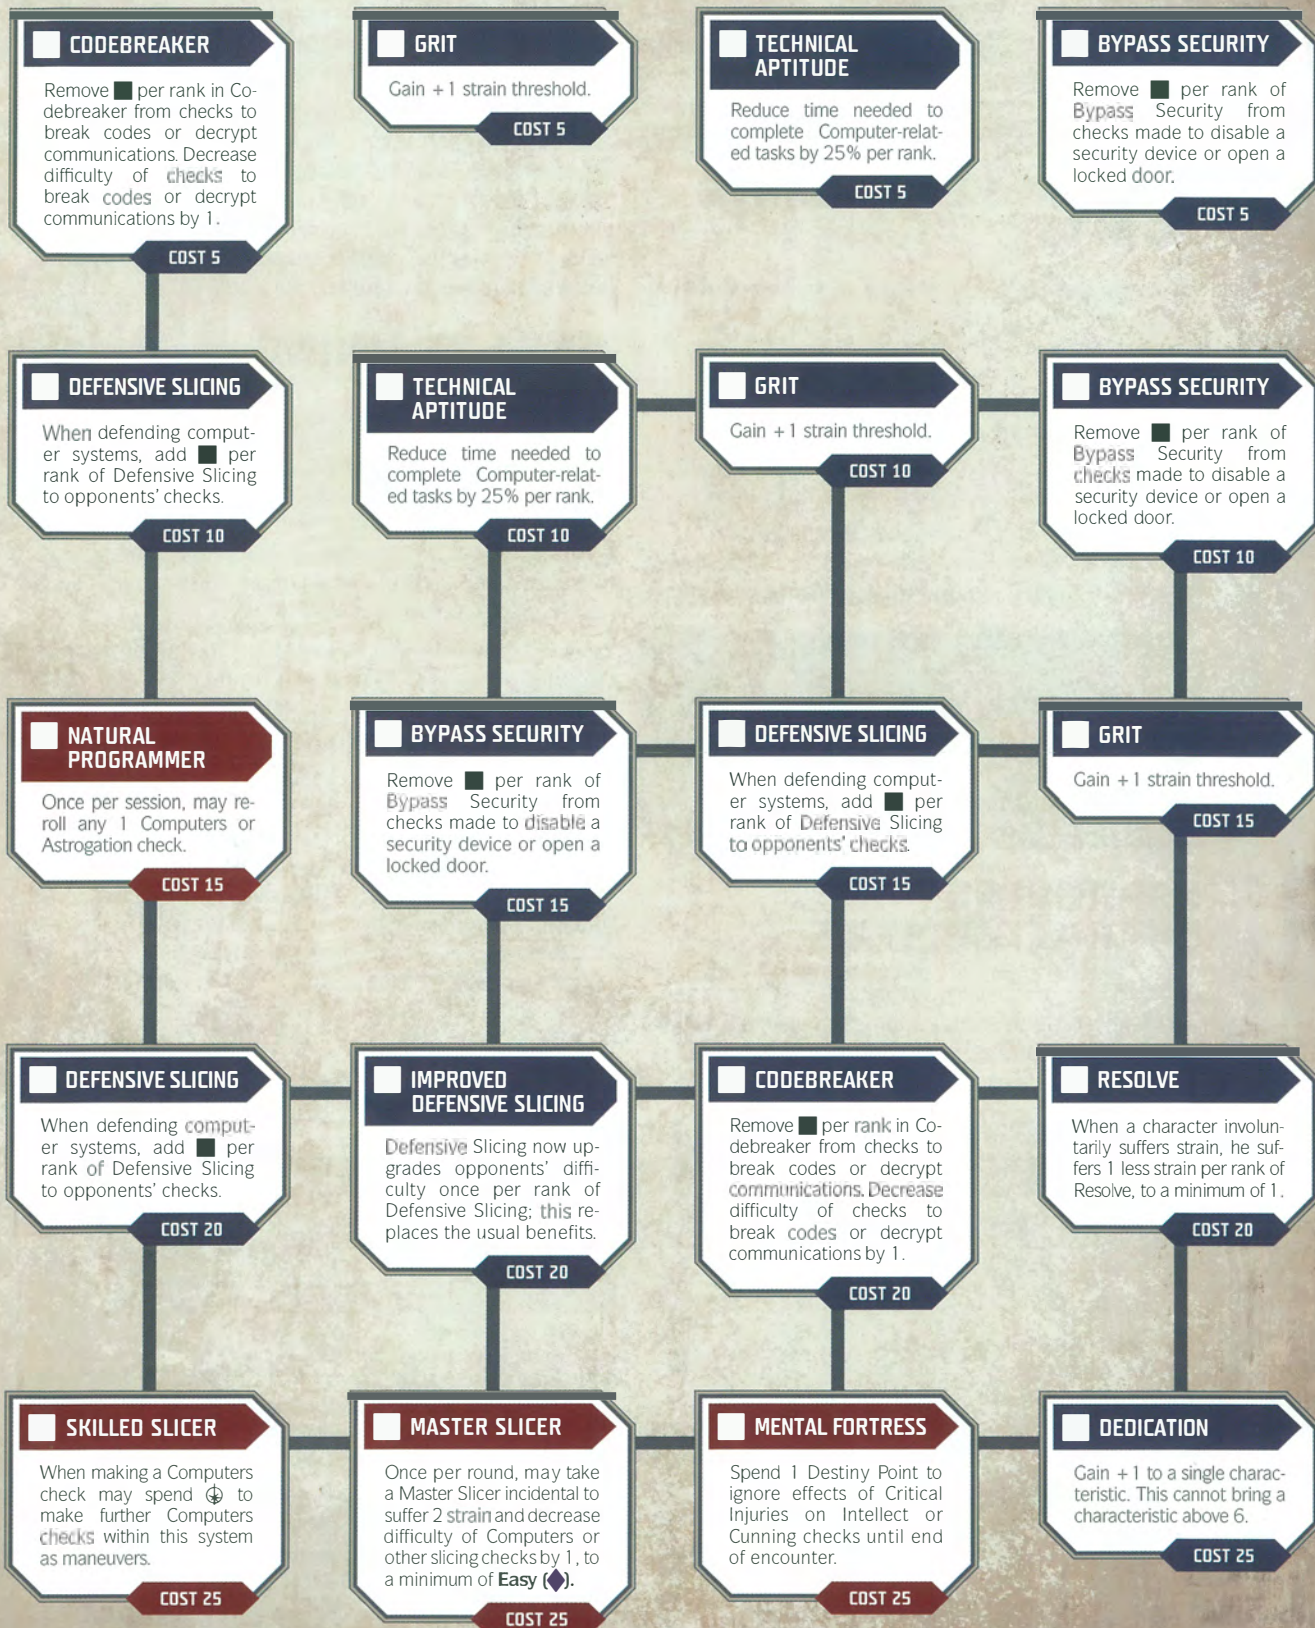 CODEBREAKER
Remove per rank in Co-
debreaker from checks to
break codes or decrypt
communications. Decrease
difficulty of checks to
break codes or decrypt
communications by 1.
COST 5
GRIT
Gain +1 strain threshold.
COST 5
TECHNICAL
APTITUDE
Reduce time needed to
complete Computer-relat-
ed tasks by 25% per rank.
COST 5
BYPASS SECURITY
Remove per rank of
Bypass Security from
checks made to disable a
security device or open a
locked door.
COST 5
DEFENSIVE SLICING
When defending comput-
er systems, add per
rank of Defensive Slicing
to opponents' checks.
COST 10
TECHNICAL
APTITUDE
Reduce time needed to
complete Computer-relat-
ed tasks by 25% per rank.
COST 10
GRIT
Gain +1 strain threshold.
COST 10
BYPASS SECURITY
Remove per rank of
Bypass Security from
checks made to disable a
security device or open a
locked door.
COST 10
NATURAL
PROGRAMMER
Once per session, may re-
roll any 1 Computers or
Astrogation check.
COST 15
BYPASS SECURITY
Remove per rank of
Bypass Security from
checks made to disable a
security device or open a
locked door.
COST 15
DEFENSIVE SLICING
When defending comput-
er systems, add per
rank of Defensive Slicing
to opponents' checks.
COST 15
GRIT
Gain +1 strain threshold.
COST 15
DEFENSIVE SLICING
When defending comput-
er systems, add per
rank of Defensive Slicing
to opponents' checks.
COST 20
IMPROVED
DEFENSIVE SLICING
Defensive Slicing now up-
grades opponents' diffi-
culty once per rank of
Defensive Slicing; this re-
places the usual benefits.
COST 20
CODEBREAKER
Remove per rank in Co-
debreaker from checks to
break codes or decrypt
communications. Decrease
difficulty of checks to
break codes or decrypt
communications by 1.
COST 20
RESOLVE
When a character involun-
tarily suffers strain, he suf-
fers 1 less strain per rank of
Resolve, to a minimum of 1.
COST 20
SKILLED SLICER
When making a Computers
check may spend to
make further Computers
checks within this system
as maneuvers.
COST 25
MASTER SLICER
Once per round, may take
a Master Slicer incidental to
suffer 2 strain and decrease
difficulty of Computers or
other slicing checks by 1, to
a minimum of Easy (◆).
COST 25
MENTAL FORTRESS
Spend 1 Destiny Point to
ignore effects of Critical
Injuries on Intellect or
Cunning checks until end
of encounter.
COST 25
DEDICATION
Gain +1 to a single charac-
teristic. This cannot bring a
characteristic above 6.
COST 25